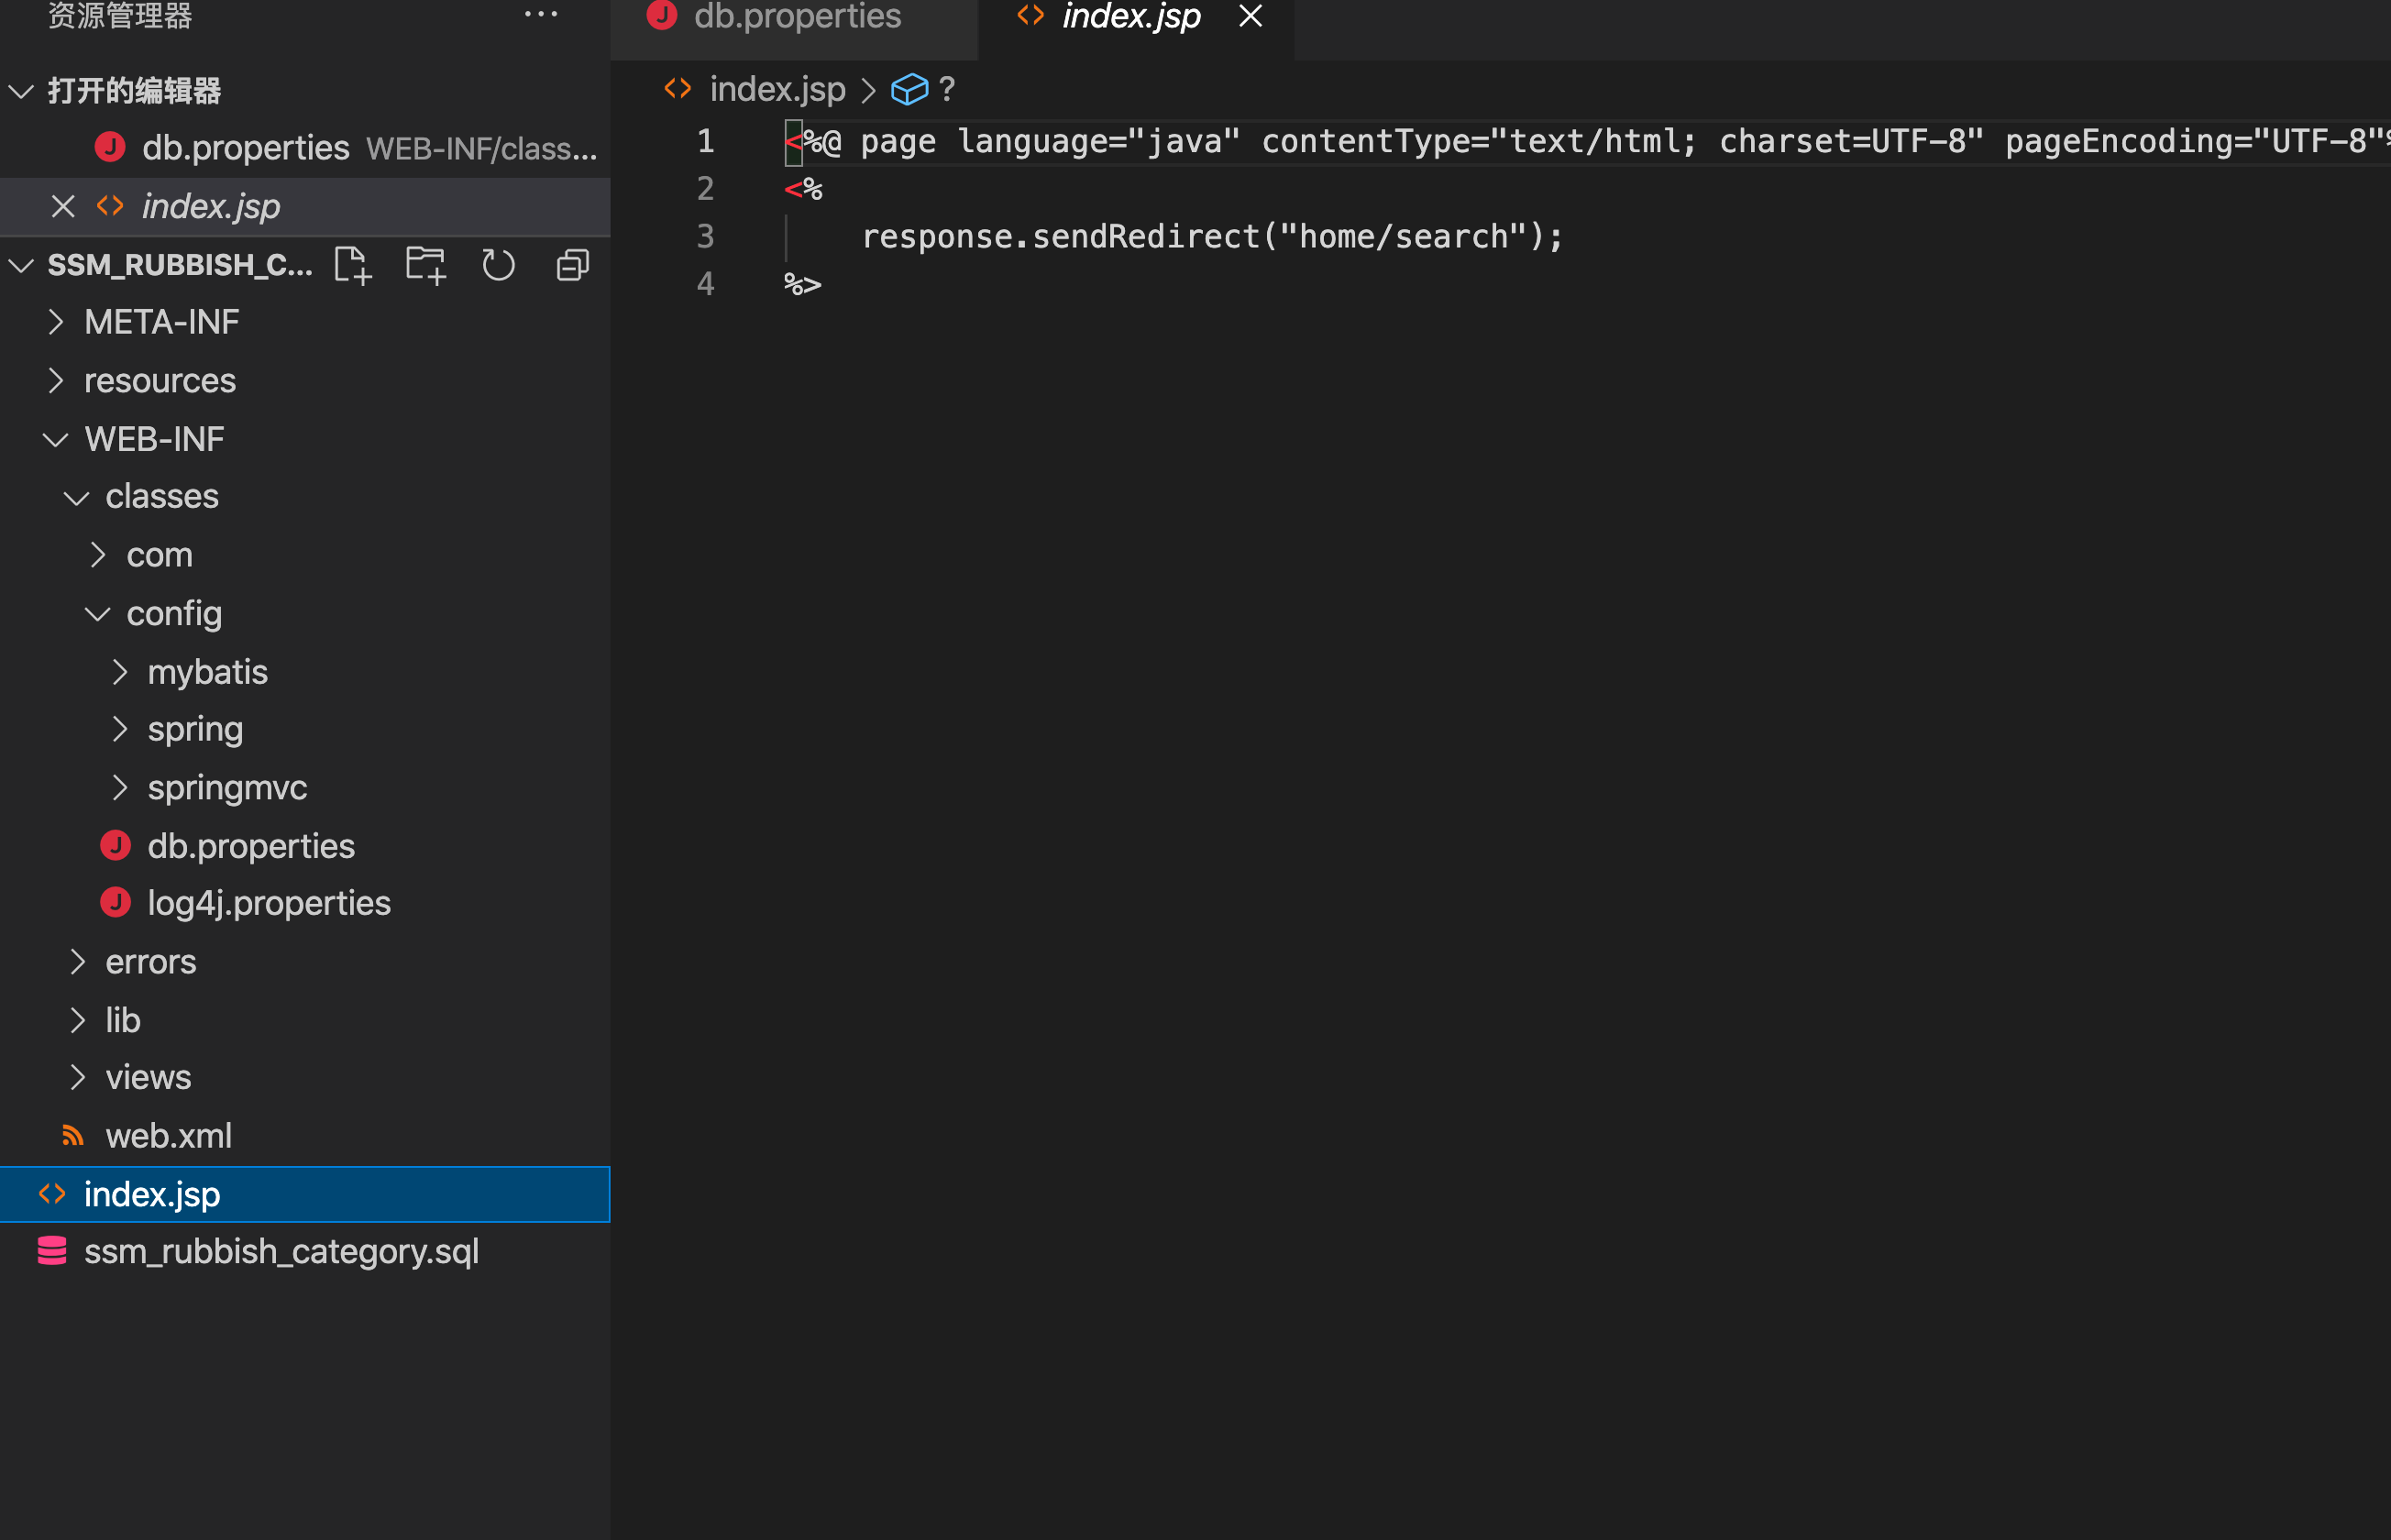 资源管理器
打开的编辑器
db.properties WEB-INF/class...
index.jsp
SSM_RUBBISH_C...
META-INF
resources
WEB-INF
classes
com
config
mybatis
spring
springmvc
db.properties
log4j.properties
errors
lib
views
web.xml
index.jsp
ssm_rubbish_category.sql
db.properties
index.jsp
index.jsp > ?
1 <%@ page language="java" contentType="text/html; charset=UTF-8" pageEncoding="UTF-8"%
2 <%
3 response.sendRedirect("home/search");
4 %>